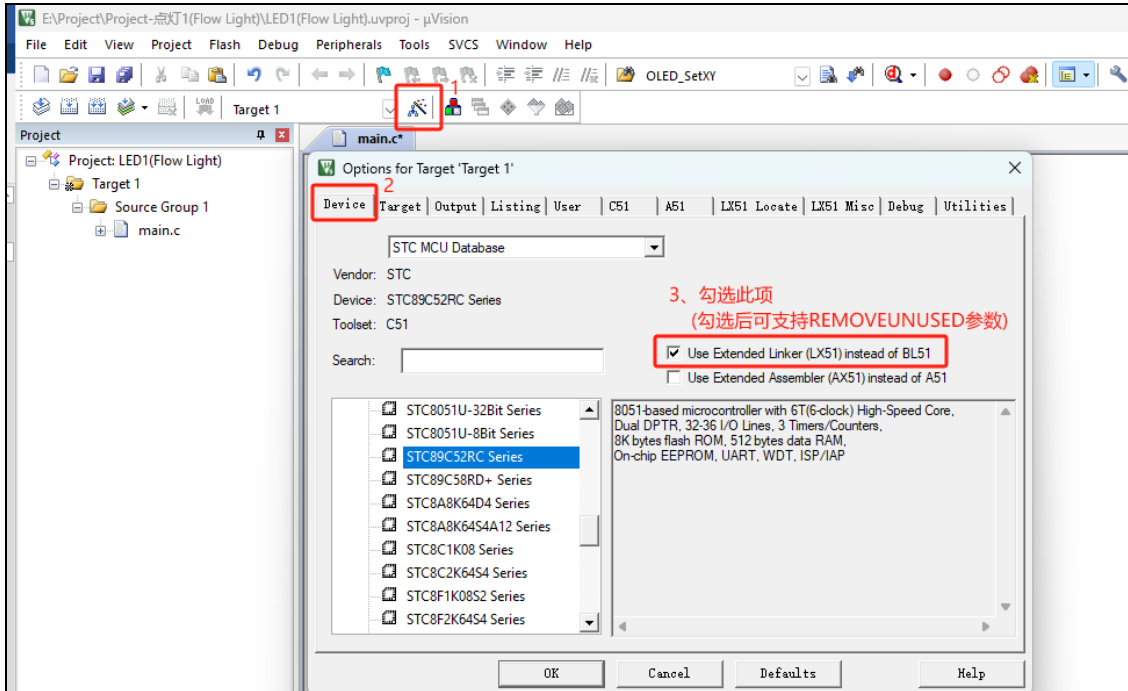 E:\Project\Project-点灯1(Flow Light)\LED1(Flow Light).uvproj - µVision
File Edit View Project Flash Debug Peripherals Tools SVCS Window Help
OLED_SetXY
1
LOAD
Target 1
Project
main.c*
Project: LED1(Flow Light)
Target 1
Source Group 1
main.c
Options for Target 'Target 1'
2
Device Target Output Listing User C51 A51 LX51 Locate LX51 Misc Debug Utilities
STC MCU Database
Vendor: STC
Device: STC89C52RC Series
Toolset: C51
Search:
3、勾选此项
(勾选后可支持REMOVEUNUSED参数)
Use Extended Linker (LX51) instead of BL51
Use Extended Assembler (AX51) instead of A51
STC8051U-32Bit Series
STC8051U-8Bit Series
STC89C52RC Series
STC89C58RD+ Series
STC8A8K64D4 Series
STC8A8K64S4A12 Series
STC8C1K08 Series
STC8C2K64S4 Series
STC8F1K08S2 Series
STC8F2K64S4 Series
8051-based microcontroller with 6T(6-clock) High-Speed Core,
Dual DPTR, 32-36 I/O Lines, 3 Timers/Counters,
8K bytes flash ROM, 512 bytes data RAM,
On-chip EEPROM, UART, WDT, ISP/IAP
OK Cancel Defaults Help